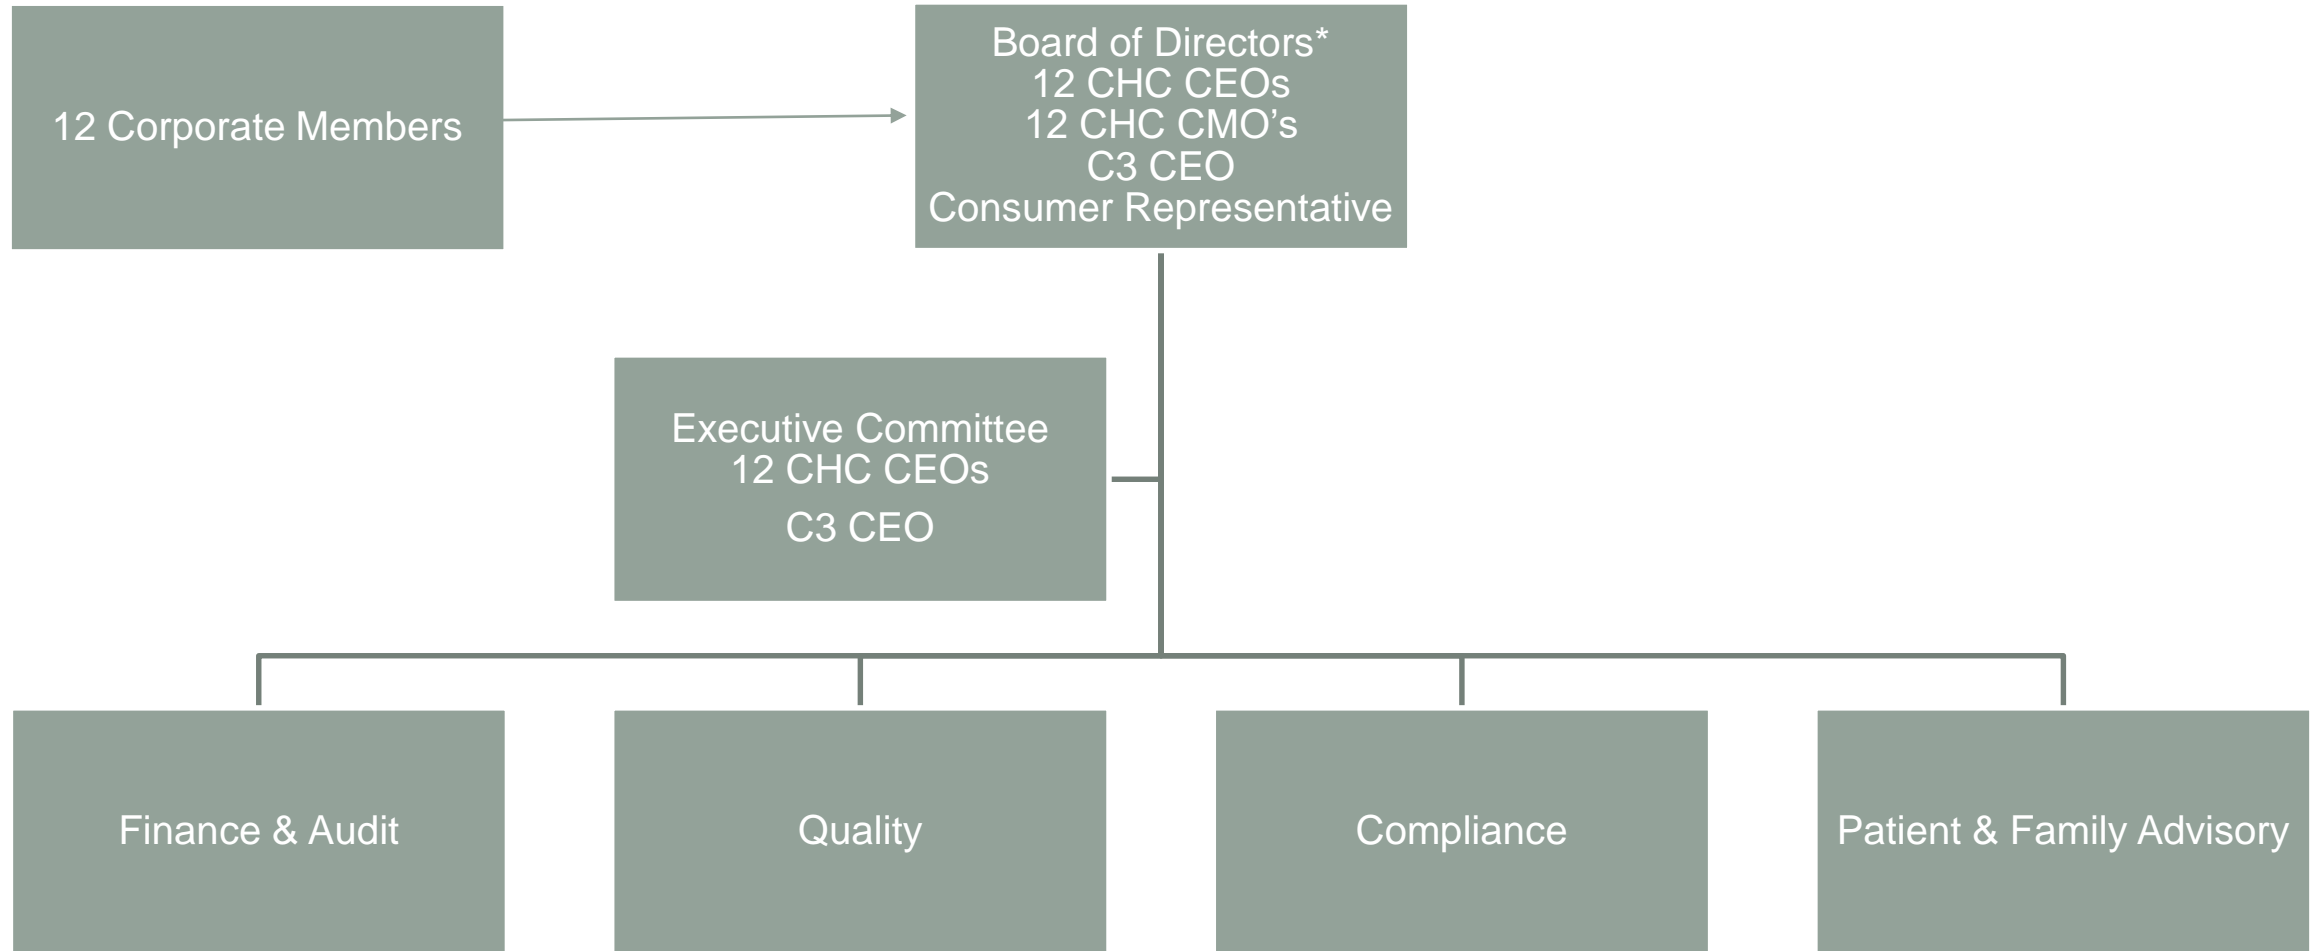 12 Corporate Members
Board of Directors*
12 CHC CEOs
12 CHC CMO’s
C3 CEO
Consumer Representative
Executive Committee
12 CHC CEOs
C3 CEO
Finance & Audit
Quality
Compliance
Patient & Family Advisory